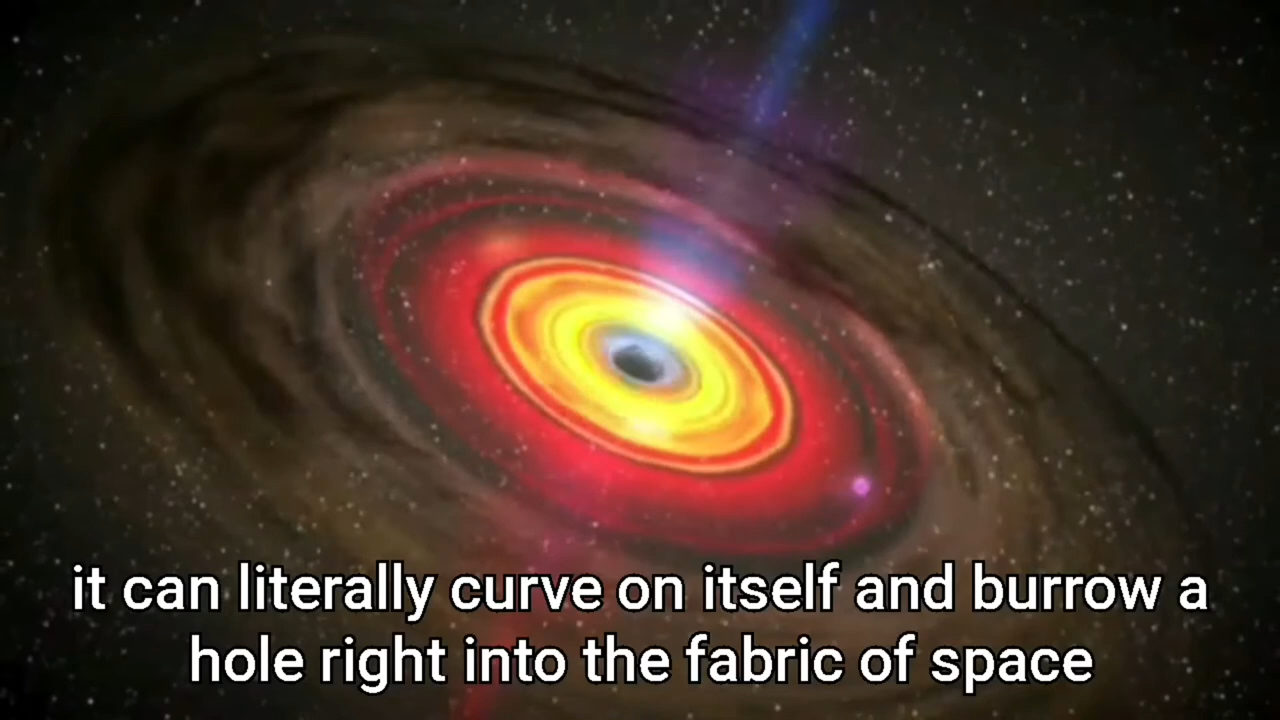 it can literally curve on itself and burrow a
hole right into the fabric of space